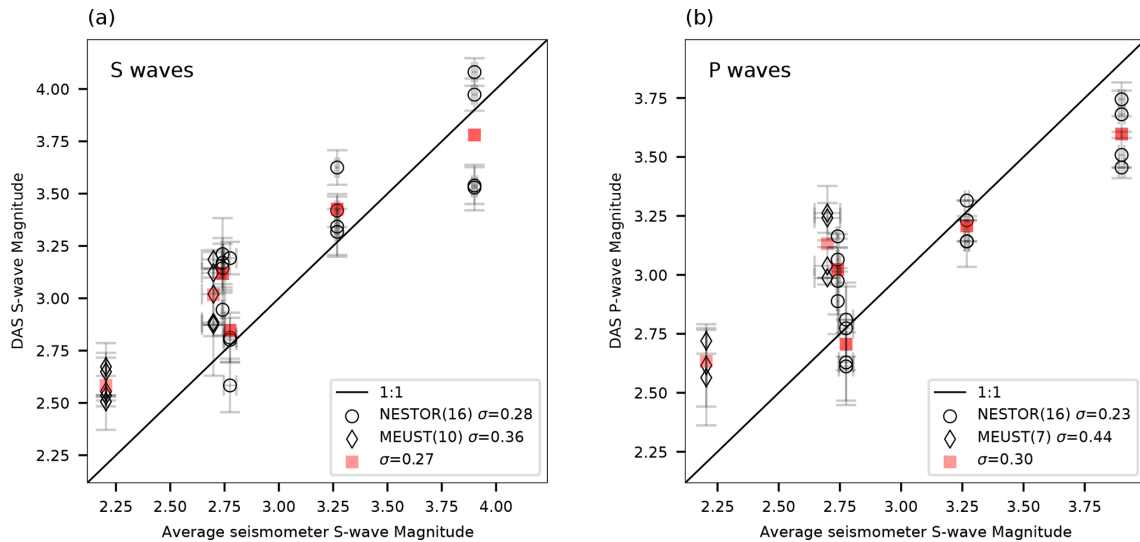 (a)
S waves
DAS S-wave Magnitude
4.00
3.75
3.50
3.25
3.00
2.75
2.50
2.25
1:1
NESTOR(16) σ=0.28
MEUST(10) σ=0.36
σ=0.27
2.25 2.50 2.75 3.00 3.25 3.50 3.75 4.00
Average seismometer S-wave Magnitude
(b)
P waves
DAS P-wave Magnitude
3.75
3.50
3.25
3.00
2.75
2.50
2.25
1:1
NESTOR(16) σ=0.23
MEUST(7) σ=0.44
σ=0.30
2.25 2.50 2.75 3.00 3.25 3.50 3.75
Average seismometer S-wave Magnitude